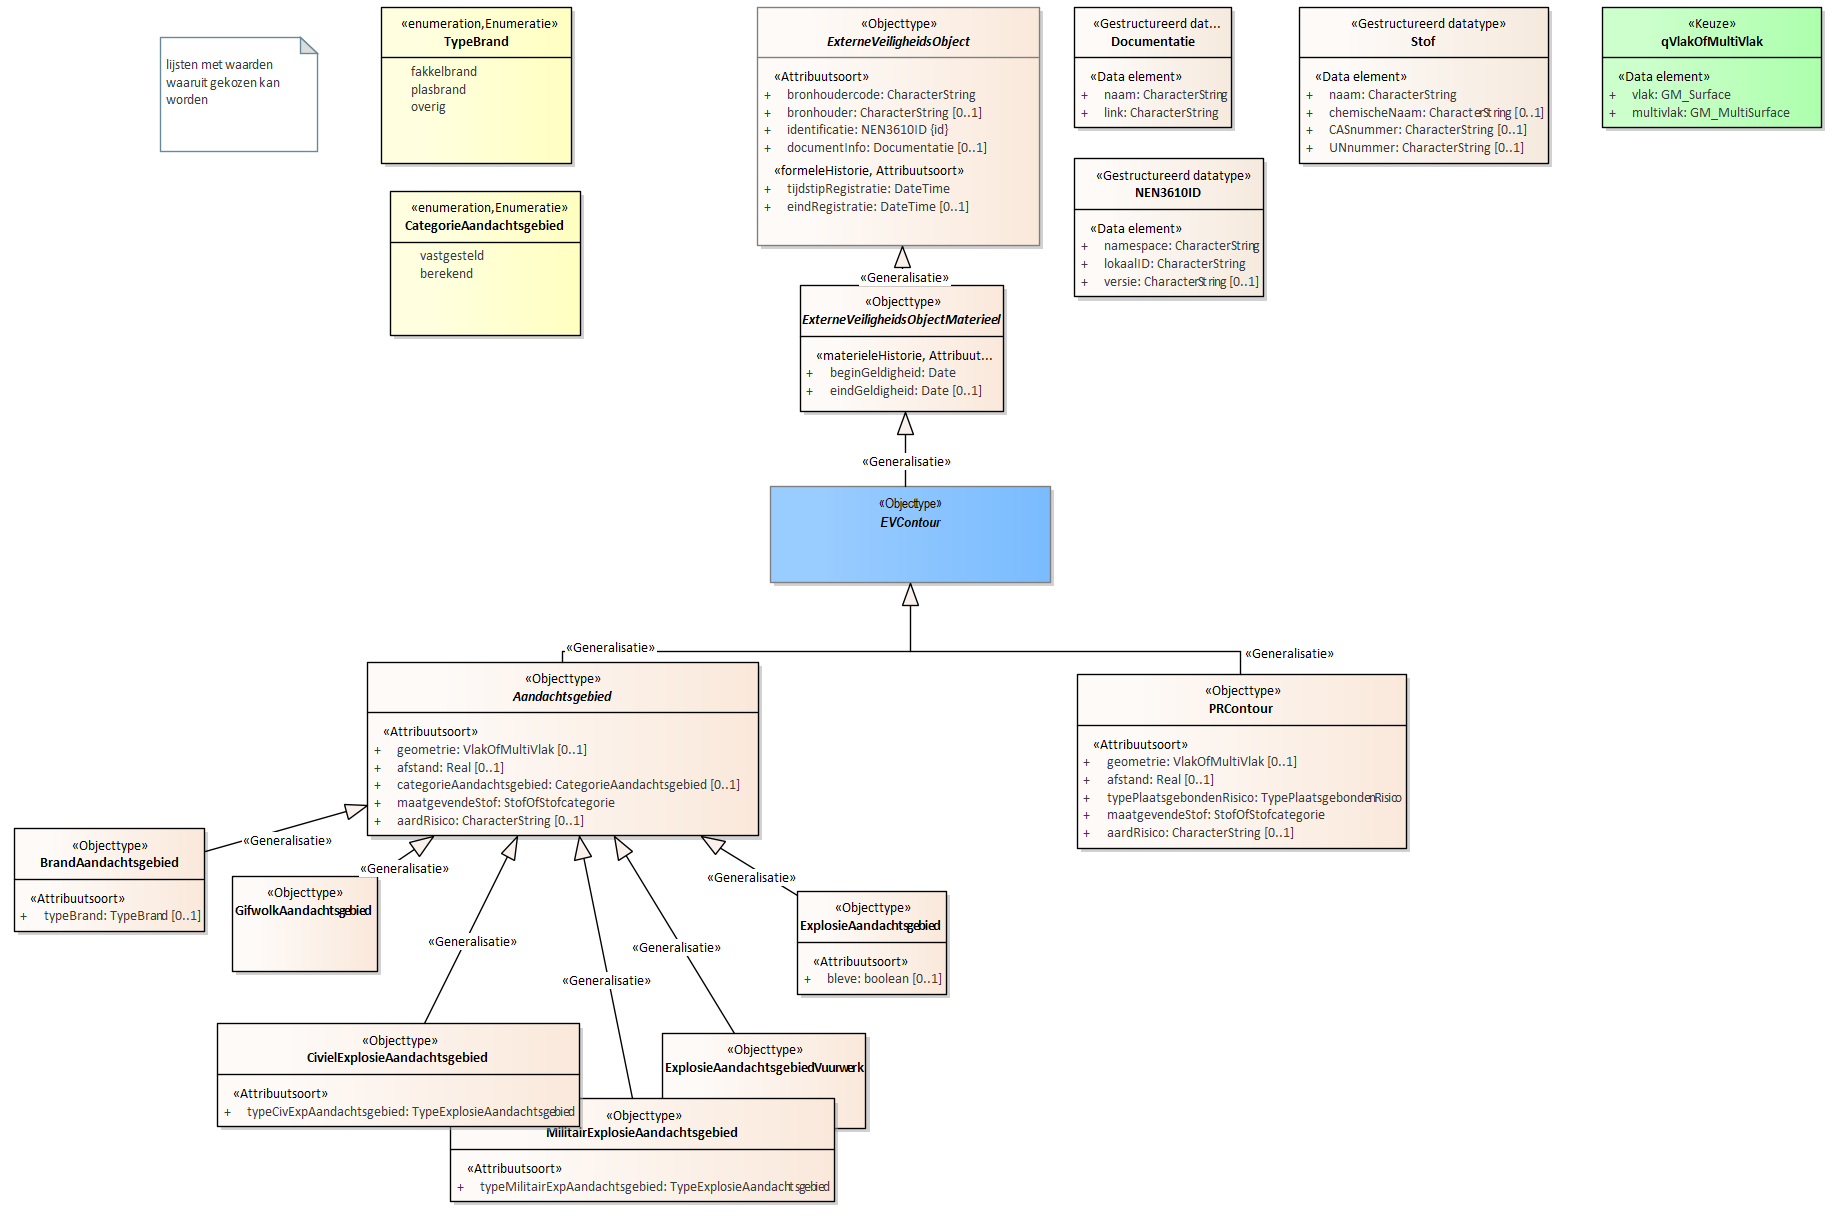 lijsten met waarden
waaruit gekozen kan
worden
«enumeration,Enumeratie»
TypeBrand
fakkelbrand
plasbrand
overig
«enumeration,Enumeratie»
CategorieAandachtsgebied
vastgesteld
berekend
«Objecttype»
ExterneVeiligheidsObject
«Attribuutsoort»
+ bronhoudercode: CharacterString
+ bronhouder: CharacterString [0..1]
+ identificatie: NEN3610ID {id}
+ documentInfo: Documentatie [0..1]
«formeleHistorie, Attribuutsoort»
+ tijdstipRegistratie: DateTime
+ eindRegistratie: DateTime [0..1]
«Gestructureerd dat...
Documentatie
«Data element»
+ naam: CharacterString
+ link: CharacterString
«Gestructureerd datatype»
NEN3610ID
«Data element»
+ namespace: CharacterString
+ lokaalID: CharacterString
+ versie: CharacterString [0..1]
«Gestructureerd datatype»
Stof
«Data element»
+ naam: CharacterString
+ chemischeNaam: CharacterString [0..1]
+ CASnummer: CharacterString [0..1]
+ UNnummer: CharacterString [0..1]
«Keuze»
qVlakOfMultiVlak
«Data element»
+ vlak: GM_Surface
+ multivlak: GM_MultiSurface
«Generalisatie»
«Objecttype»
ExterneVeiligheidsObjectMaterieel
«materieleHistorie, Attribuut...
+ beginGeldigheid: Date
+ eindGeldigheid: Date [0..1]
«Generalisatie»
«Objecttype»
EVContour
«Generalisatie»
«Generalisatie»
«Objecttype»
Aandachtsgebied
«Attribuutsoort»
+ geometrie: VlakOfMultiVlak [0..1]
+ afstand: Real [0..1]
+ categorieAandachtsgebied: CategorieAandachtsgebied [0..1]
+ maatgevendeStof: StofOfStofcategorie
+ aardRisico: CharacterString [0..1]
«Objecttype»
PRContour
«Attribuutsoort»
+ geometrie: VlakOfMultiVlak [0..1]
+ afstand: Real [0..1]
+ typePlaatsgebondenRisico: TypePlaatsgebondenRisico
+ maatgevendeStof: StofOfStofcategorie
+ aardRisico: CharacterString [0..1]
«Generalisatie»
«Objecttype»
BrandAandachtsgebied
«Attribuutsoort»
+ typeBrand: TypeBrand [0..1]
«Generalisatie»
«Objecttype»
GifwolkAandachtsgebied
«Generalisatie»
«Generalisatie»
«Generalisatie»
«Generalisatie»
«Objecttype»
ExplosieAandachtsgebied
«Attribuutsoort»
+ bleve: boolean [0..1]
«Objecttype»
CivielExplosieAandachtsgebied
«Attribuutsoort»
+ typeCivExpAandachtsgebied: TypeExplosieAandachtsgebied
«Objecttype»
ExplosieAandachtsgebiedVuurwerk
«Objecttype»
MilitairExplosieAandachtsgebied
«Attribuutsoort»
+ typeMilitairExpAandachtsgebied: TypeExplosieAandachtsgebied